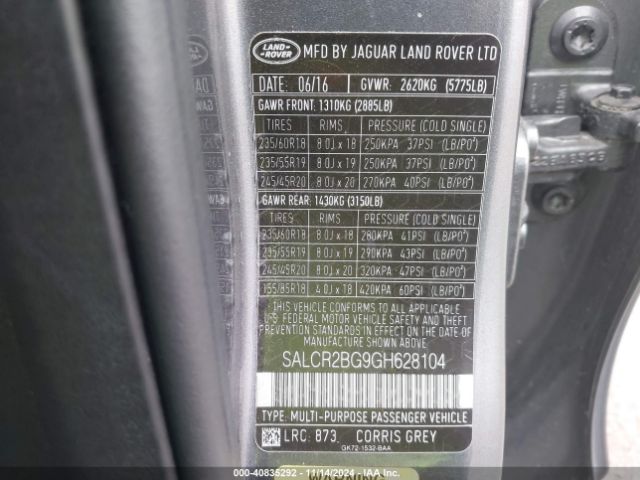 LAND ROVER MFD BY JAGUAR LAND ROVER LTD
DATE 06/16 GVWR: 2620KG (5775LB)
GAWR FRONT: 1310KG (2885LB)
TIRES RIMS PRESSURE (COLD SINGLE)
235/60R18 8.0J x 18 250KPA 37PSI (LB/PO²)
235/55R19 8.0J x 19 250KPA 37PSI (LB/PO²)
245/45R20 8.0J x 20 270KPA 40PSI (LB/PO²)
GAWR REAR: 1430KG (3150LB)
TIRES RIMS PRESSURE (COLD SINGLE)
235/60R18 8.0J x 18 280KPA 41PSI (LB/PO²)
235/55R19 8.0J x 19 290KPA 43PSI (LB/PO²)
245/45R20 8.0J x 20 320KPA 47PSI (LB/PO²)
155/85R18 4.0J x 18 420KPA 60PSI (LB/PO²)
THIS VEHICLE CONFORMS TO ALL APPLICABLE
U.S. FEDERAL MOTOR VEHICLE SAFETY AND THEFT
PREVENTION STANDARDS IN EFFECT ON THE DATE OF
MANUFACTURE SHOWN ABOVE
SALCR2BG9GH628104
TYPE: MULTI-PURPOSE PASSENGER VEHICLE
LRC: 873 CORRIS GREY
GK72-1532-BAA
WARNING
000-40835292 - 11/14/2024 - IAAI. Copyright